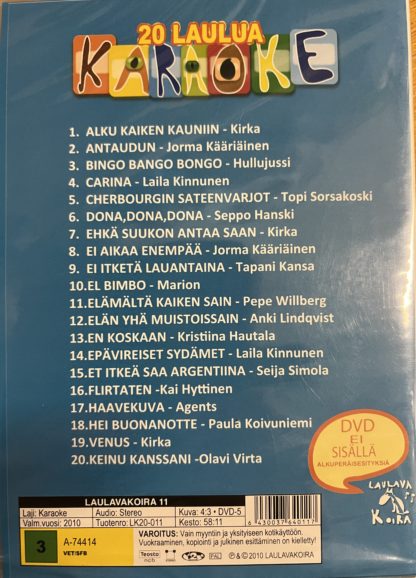 20 LAULUA
KARAOKE
1. ALKU KAIKEN KAUNIIN - Kirka
2. ANTAUDUN - Jorma Kääriäinen
3. BINGO BANGO BONGO - Hullujussi
4. CARINA - Laila Kinnunen
5. CHERBOURGIN SATEENVARJOT - Topi Sorsakoski
6. DONA,DONA,DONA - Seppo Hanski
7. EHKÄ SUUKON ANTAA SAAN - Kirka
8. EI AIKAA ENEMPÄÄ - Jorma Kääriäinen
9. EI ITKETÄ LAUANTAINA - Tapani Kansa
10.EL BIMBO - Marion
11.ELÄMÄLTÄ KAIKEN SAIN - Pepe Willberg
12.ELÄN YHÄ MUISTOISSAIN - Anki Lindqvist
13.EN KOSKAAN - Kristiina Hautala
14.EPÄVIREISET SYDÄMET - Laila Kinnunen
15.ET ITKEÄ SAA ARGENTIINA - Seija Simola
16.FLIRTATEN -Kai Hyttinen
17.HAAVEKUVA - Agents
18.HEI BUONANOTTE - Paula Koivuniemi
19.VENUS - Kirka
20.KEINU KANSSANI -Olavi Virta
DVD
EI
SISÄLLÄ
ALKUPERÄISESITYKSIÄ
LAULAVA
KOIRA
LAULAVAKOIRA 11
Laji: Karaoke Audio: Stereo Kuva: 4:3 • DVD-5
Valm.vuosi: 2010 Tuotenro: LK20-011 Kesto: 58:11
6 430037 640117
3
A-74414
VET/SFB
VAROITUS: Vain myyntiin ja yksityiseen kotikäyttöön.
Vuokraaminen, kopiointi ja julkinen esittäminen on kielletty!
Teosto
ncb
PAL
℗&©2010 LAULAVAKOIRA